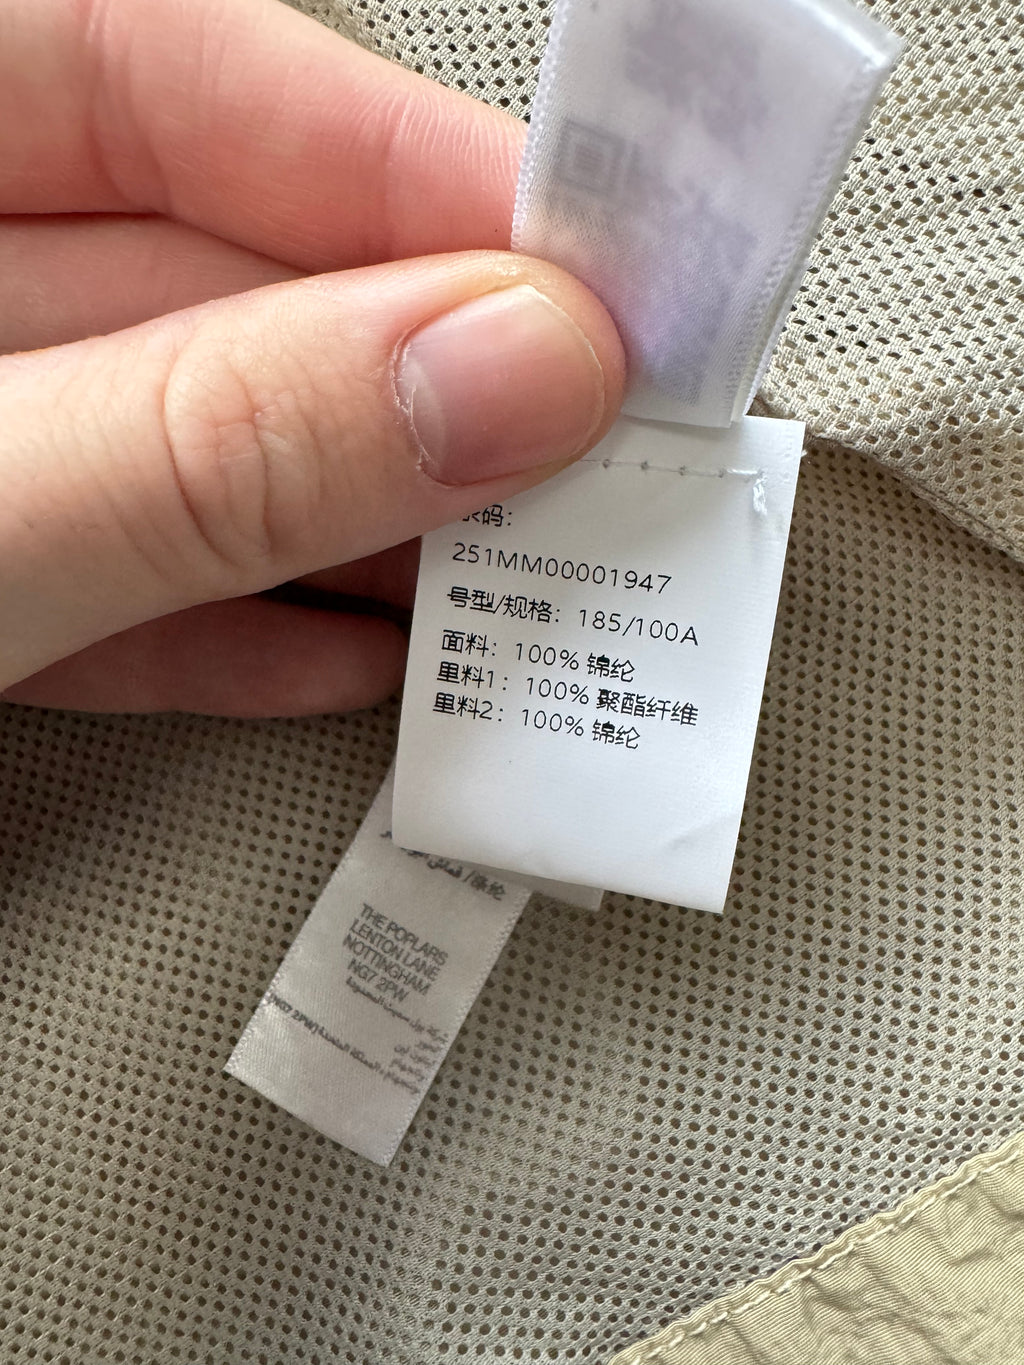 码：
251MM00001947
号型/规格：185/100A
面料：100% 锦纶
里料1：100% 聚酯纤维
里料2：100% 锦纶
THE POPLARS
LENTON LANE
NOTTINGHAM
NG7 2PW